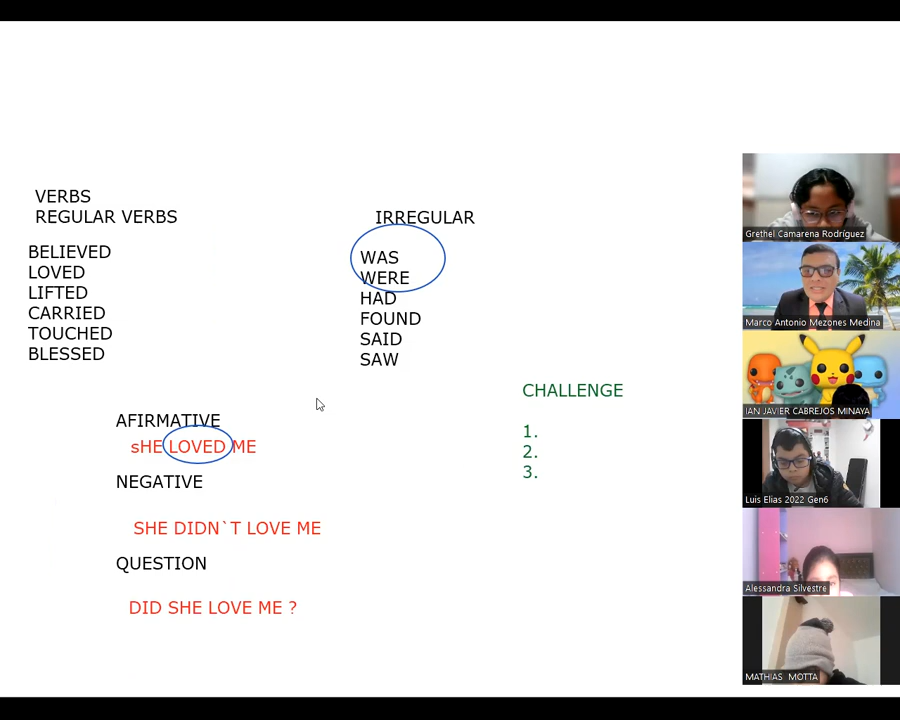 VERBS
REGULAR VERBS
BELIEVED
LOVED
LIFTED
CARRIED
TOUCHED
BLESSED
IRREGULAR
WAS
WERE
HAD
FOUND
SAID
SAW
AFIRMATIVE
sHE LOVED ME
NEGATIVE
SHE DIDN`T LOVE ME
QUESTION
DID SHE LOVE ME ?
CHALLENGE
1.
2.
3.
Grethel Camarena Rodríguez
Marco Antonio Mezones Medina
IAN JAVIER CABREJOS MINAYA
Luis Elias 2022 Gen6
Alessandra Silvestre
MATHIAS MOTTA